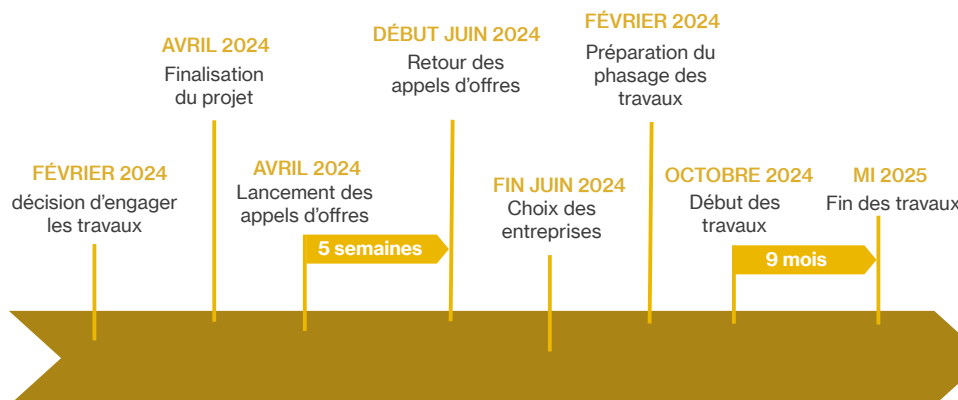 FÉVRIER 2024
décision d'engager
les travaux
AVRIL 2024
Finalisation
du projet
AVRIL 2024
Lancement des
appels d'offres
5 semaines
DÉBUT JUIN 2024
Retour des
appels d'offres
FIN JUIN 2024
Choix des
entreprises
FÉVRIER 2024
Préparation du
phasage des
travaux
OCTOBRE 2024
Début des
travaux
9 mois
MI 2025
Fin des travaux